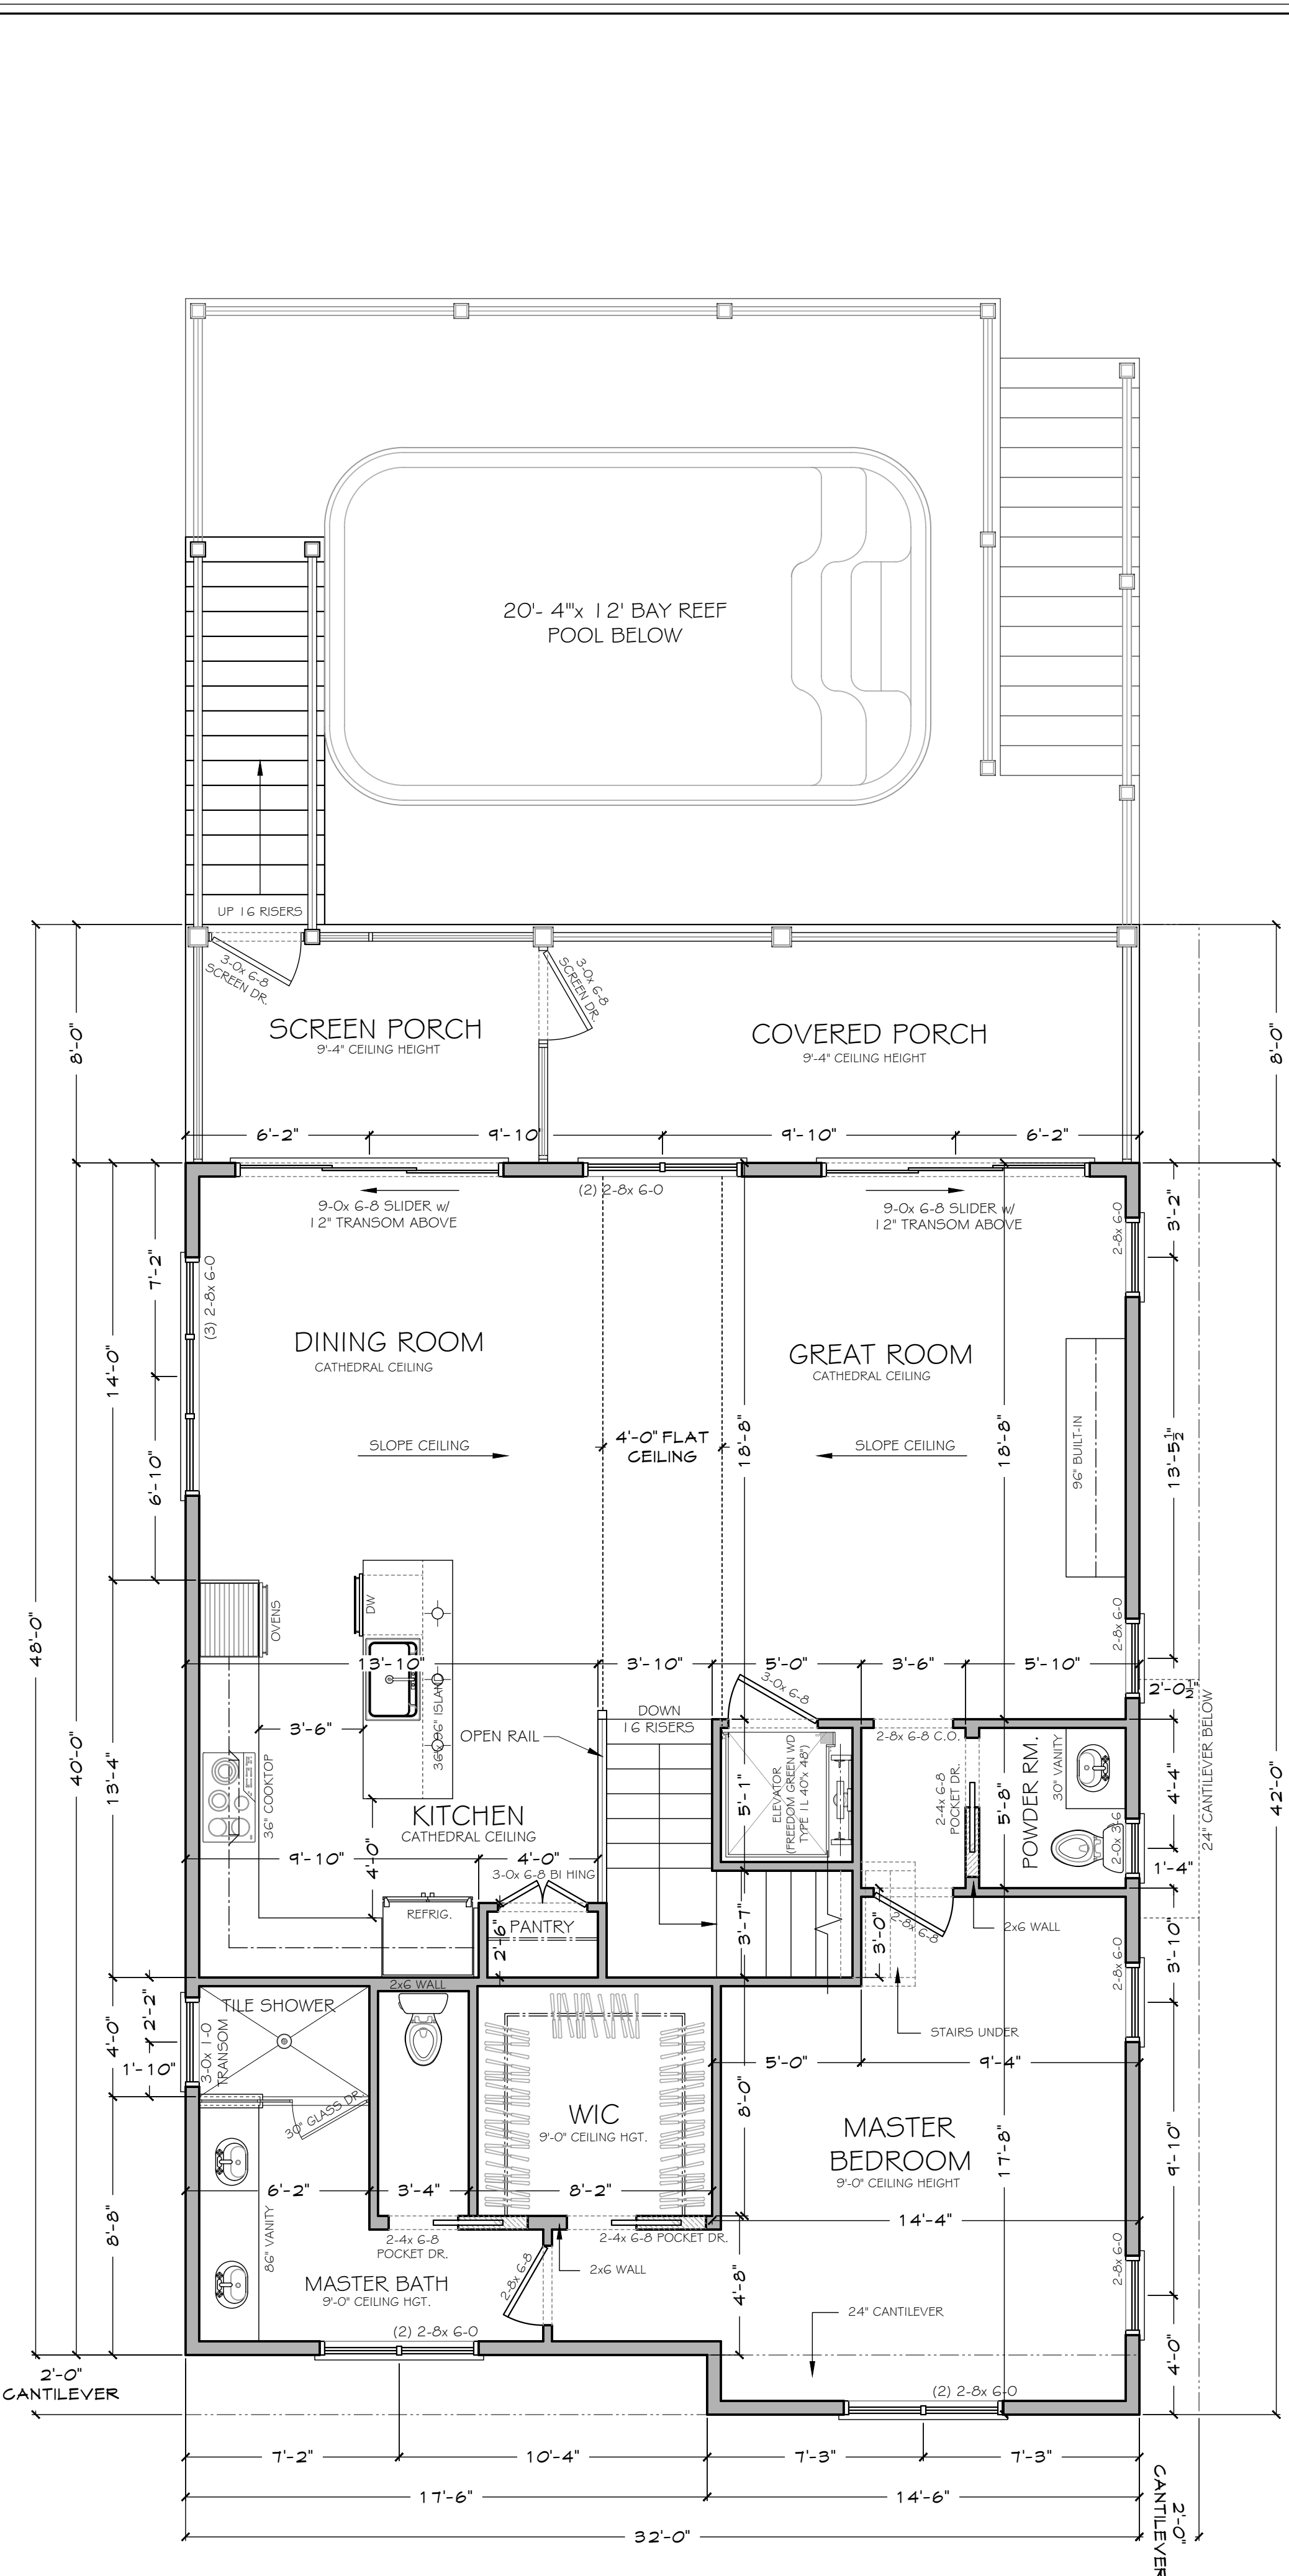 20'- 4"'x 12' BAY REEF
POOL BELOW
UP 16 RISERS
3-0x 6-8
SCREEN DR.
3-0x 6-8
SCREEN DR.
SCREEN PORCH
9'-4" CEILING HEIGHT
COVERED PORCH
9'-4" CEILING HEIGHT
8'-0"
8'-0"
6'-2"
9'-10"
9'-10"
6'-2"
9-0x 6-8 SLIDER w/
12" TRANSOM ABOVE
(2) 2-8x 6-0
9-0x 6-8 SLIDER w/
12" TRANSOM ABOVE
2-8x 6-0
3'-2"
7'-2"
(3) 2-8x 6-0
DINING ROOM
CATHEDRAL CEILING
GREAT ROOM
CATHEDRAL CEILING
14'-0"
SLOPE CEILING
4'-0" FLAT
CEILING
18'-8"
SLOPE CEILING
18'-8"
96" BUILT-IN
13'-5 1/2"
6'-10"
48'-0"
40'-0"
42'-0"
OVENS
DW
2-8x 6-0
13'-10"
3'-10"
5'-0"
3'-6"
5'-10"
36"x 96" ISLAND
3-0x 6-8
2'-0 1/2"
3'-6"
OPEN RAIL
DOWN
16 RISERS
2-8x 6-8 C.O.
24" CANTILEVER BELOW
13'-4"
36" COOKTOP
KITCHEN
CATHEDRAL CEILING
5'-1"
ELEVATOR
(FREEDOM GREEN WD
TYPE 1L 40"x 48")
2-4x 6-8
POCKET DR.
5'-8"
POWDER RM.
30" VANITY
4'-4"
2-0x 3-6
1'-4"
9'-10"
4'-0"
4'-0"
3-0x 6-8 BI HING
REFRIG.
PANTRY
2'-6"
3'-7"
3'-0"
2-8x 6-8
2x6 WALL
3'-10"
2-8x 6-0
2x6 WALL
TILE SHOWER
2'-2"
4'-0"
1'-10"
3-0x 1-0
TRANSOM
STAIRS UNDER
5'-0"
9'-4"
30" GLASS DR.
WIC
9'-0" CEILING HGT.
8'-0"
MASTER
BEDROOM
9'-0" CEILING HEIGHT
17'-8"
9'-10"
6'-2"
3'-4"
8'-2"
14'-4"
8'-8"
86" VANITY
2-4x 6-8
POCKET DR.
2-4x 6-8 POCKET DR.
2x6 WALL
2-8x 6-8
MASTER BATH
9'-0" CEILING HGT.
4'-8"
2-8x 6-0
24" CANTILEVER
(2) 2-8x 6-0
4'-0"
2'-0"
CANTILEVER
(2) 2-8x 6-0
7'-2"
10'-4"
7'-3"
7'-3"
17'-6"
14'-6"
32'-0"
2'-0"
CANTILEVER